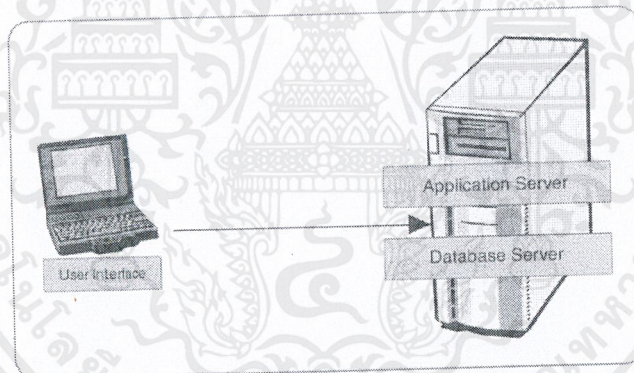 Application Server
Database Server
User Interface